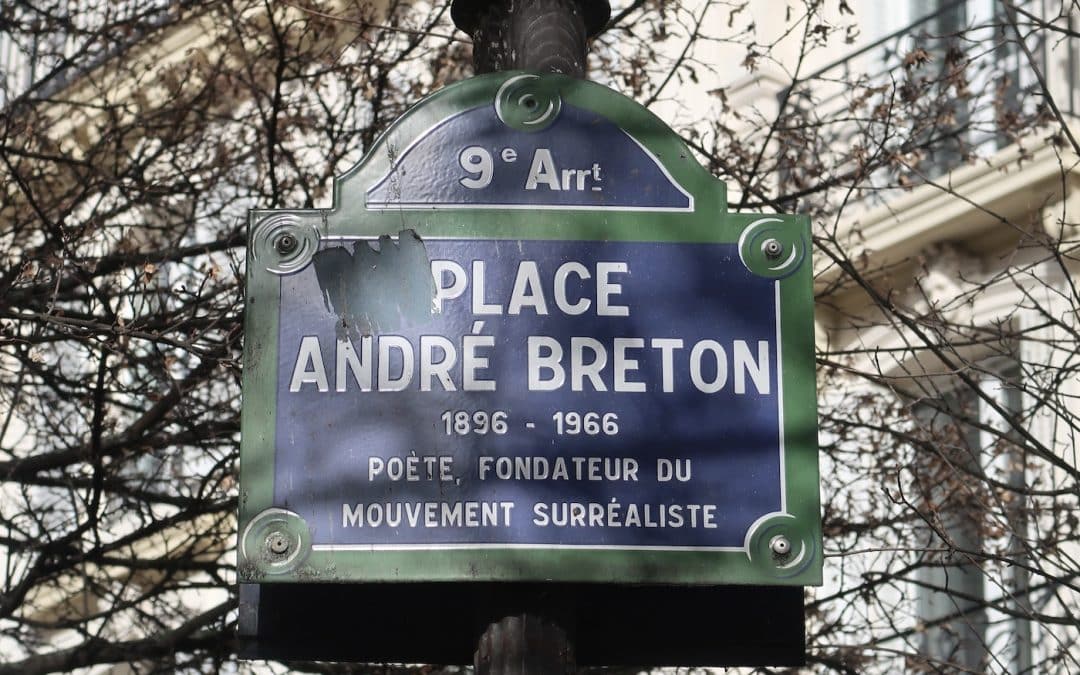 9e Arrt
PLACE
ANDRÉ BRETON
1896 - 1966
POÈTE, FONDATEUR DU
MOUVEMENT SURRÉALISTE